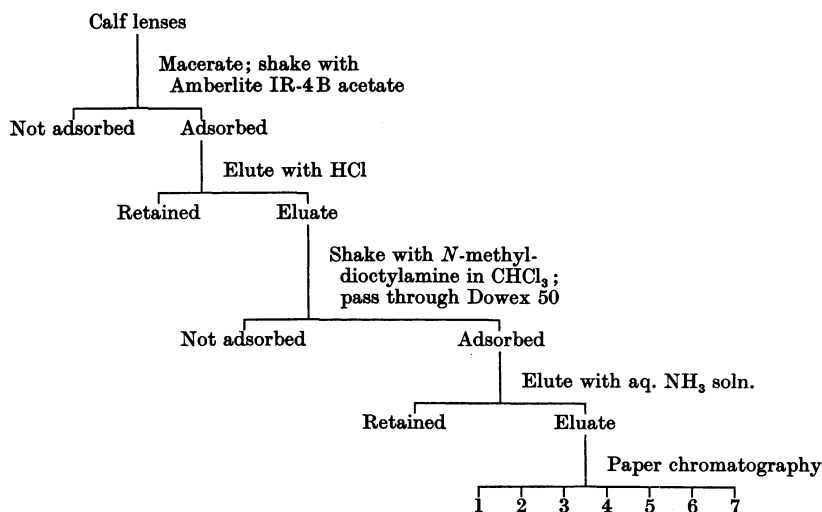 Calf lenses
Macerate; shake with
Amberlite IR-4B acetate
Not adsorbed Adsorbed
Elute with HCl
Retained Eluate
Shake with N-methyl-
dioctylamine in CHCl₃;
pass through Dowex 50
Not adsorbed Adsorbed
Elute with aq. NH₃ soln.
Retained Eluate
Paper chromatography
1 2 3 4 5 6 7